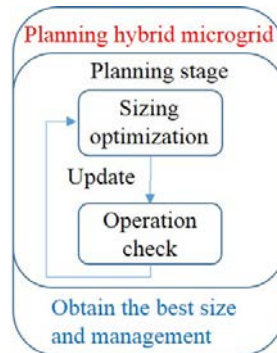 Planning hybrid microgrid
Planning stage
Sizing
optimization
Update
Operation
check
Obtain the best size
and management